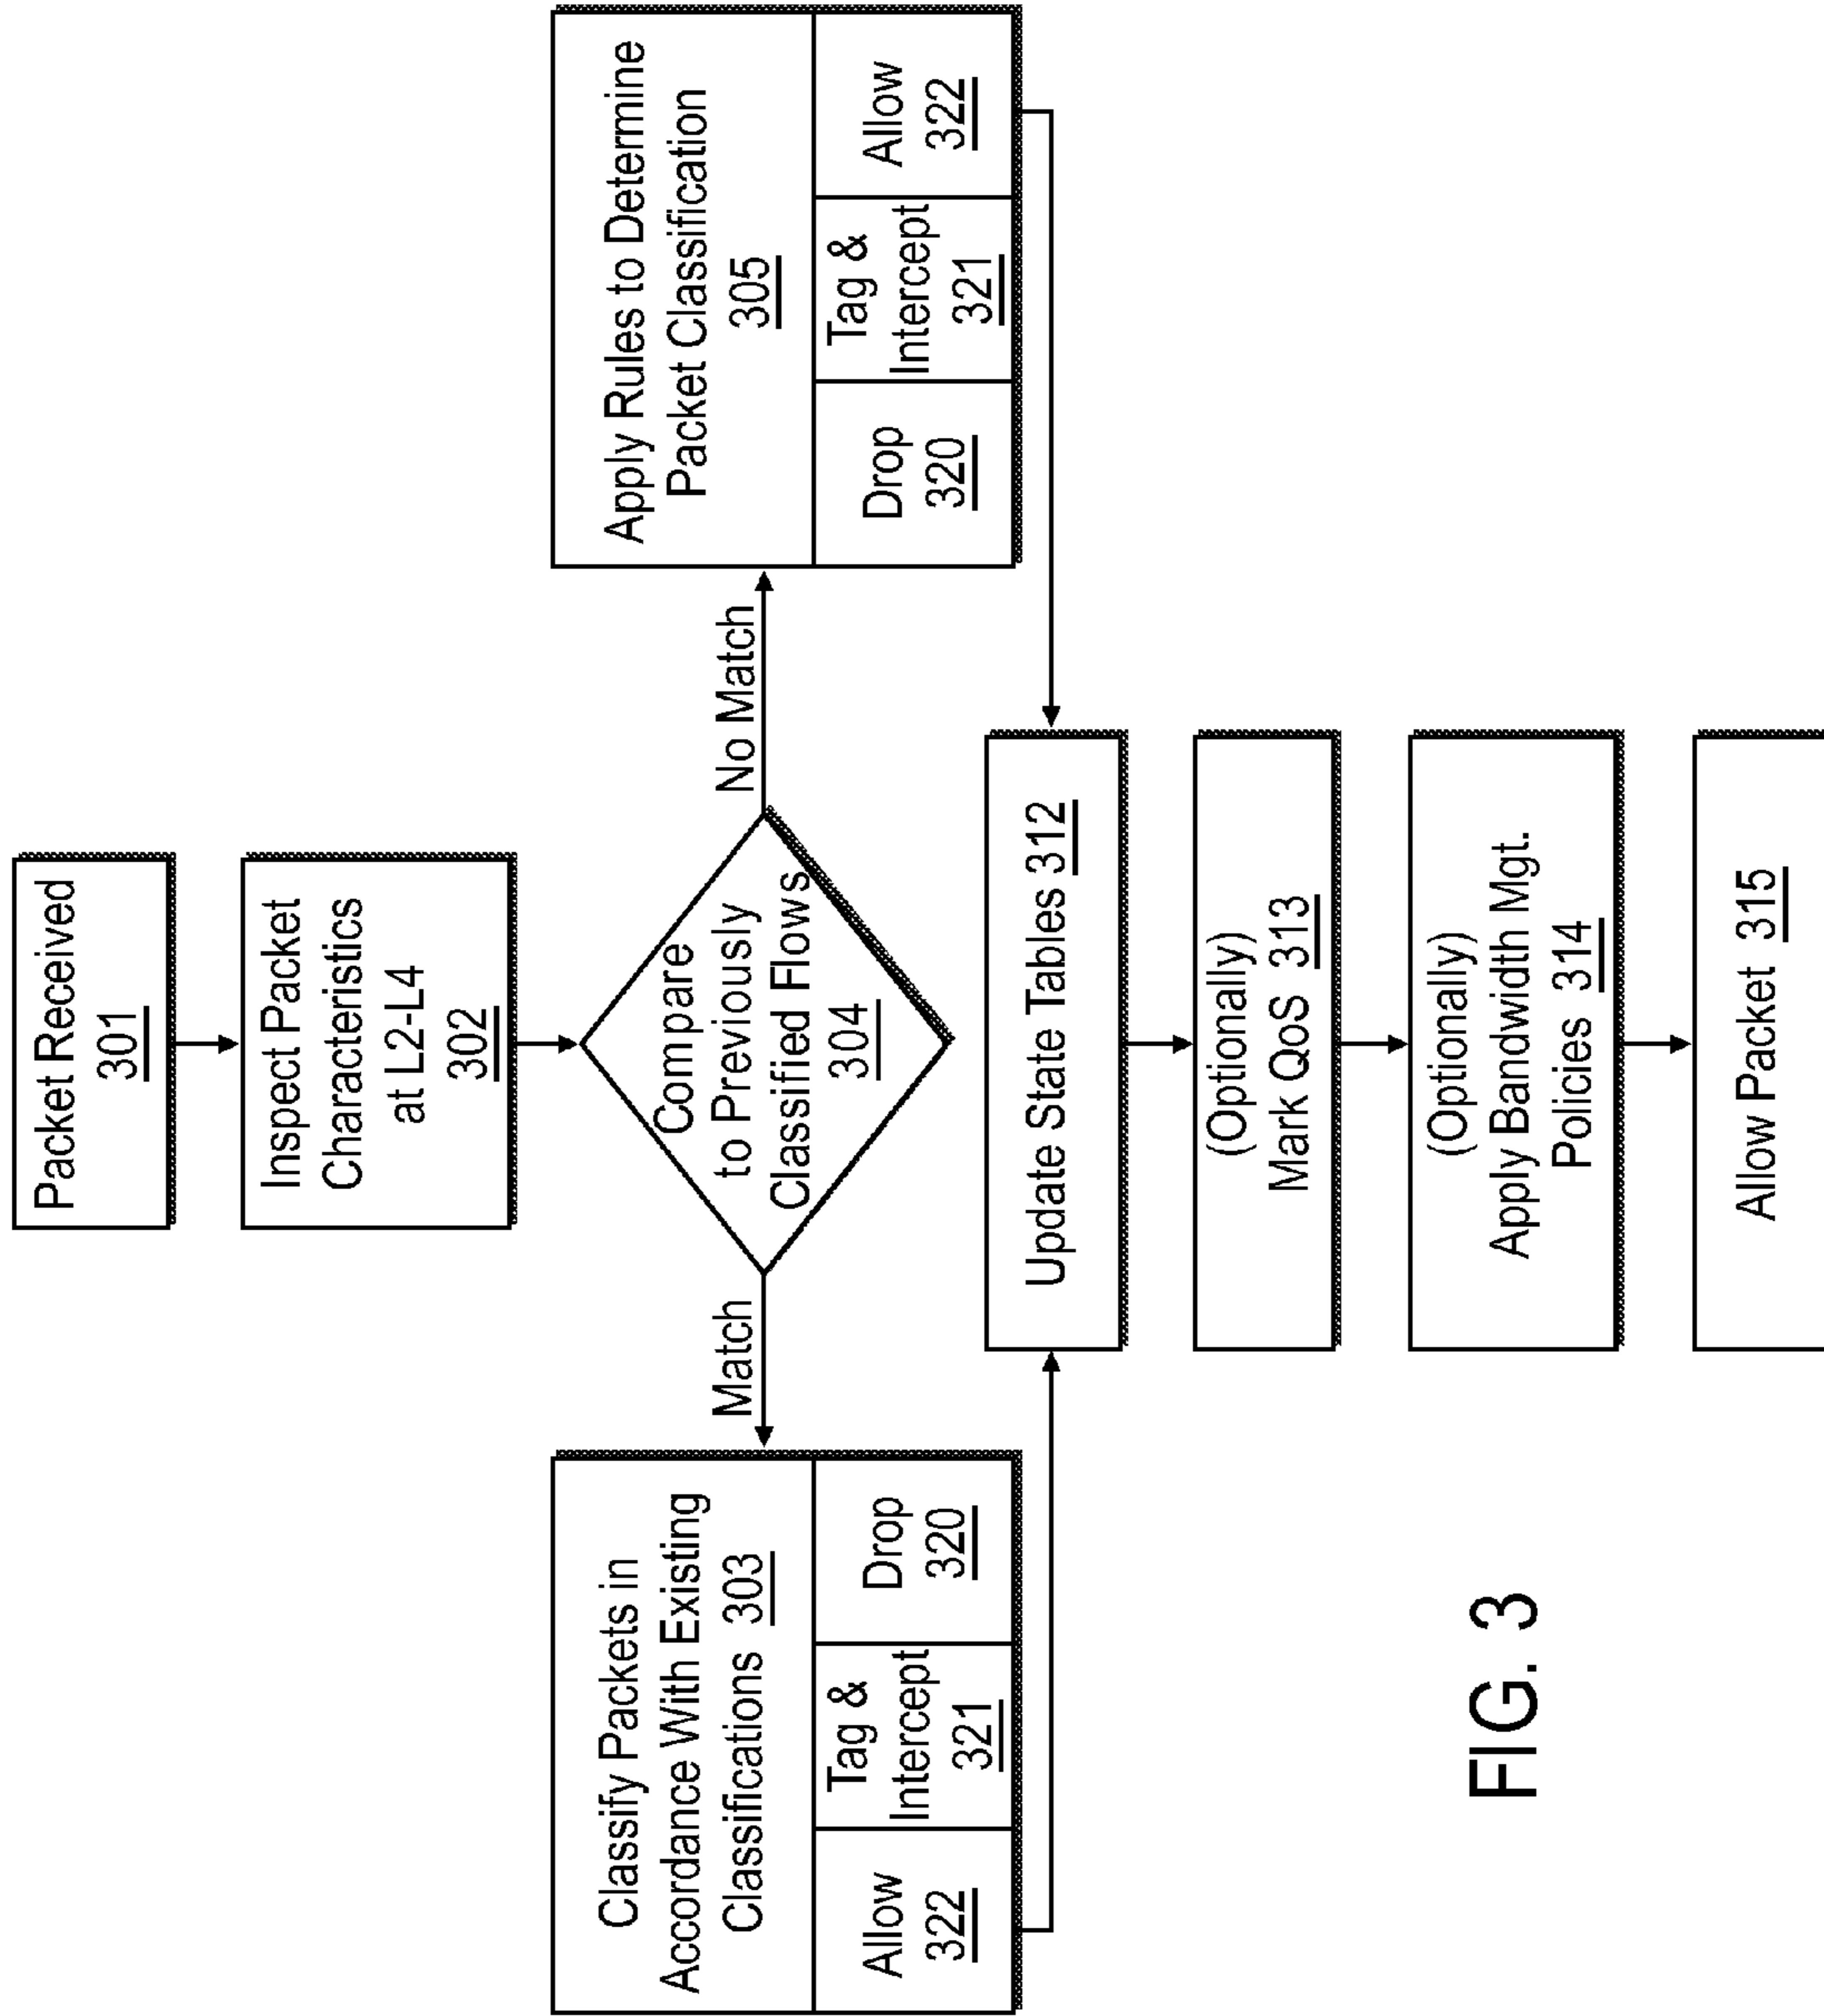 Packet Received
301
Inspect Packet
Characteristics
at L2-L4
302
Compare
to Previously
Classified Flows
304
Match
No Match
Classify Packets in
Accordance With Existing
Classifications 303
Allow
322
Tag &
Intercept
321
Drop
320
Apply Rules to Determine
Packet Classification
305
Drop
320
Tag &
Intercept
321
Allow
322
Update State Tables 312
(Optionally)
Mark QoS 313
(Optionally)
Apply Bandwidth Mgt.
Policies 314
Allow Packet 315
FIG. 3